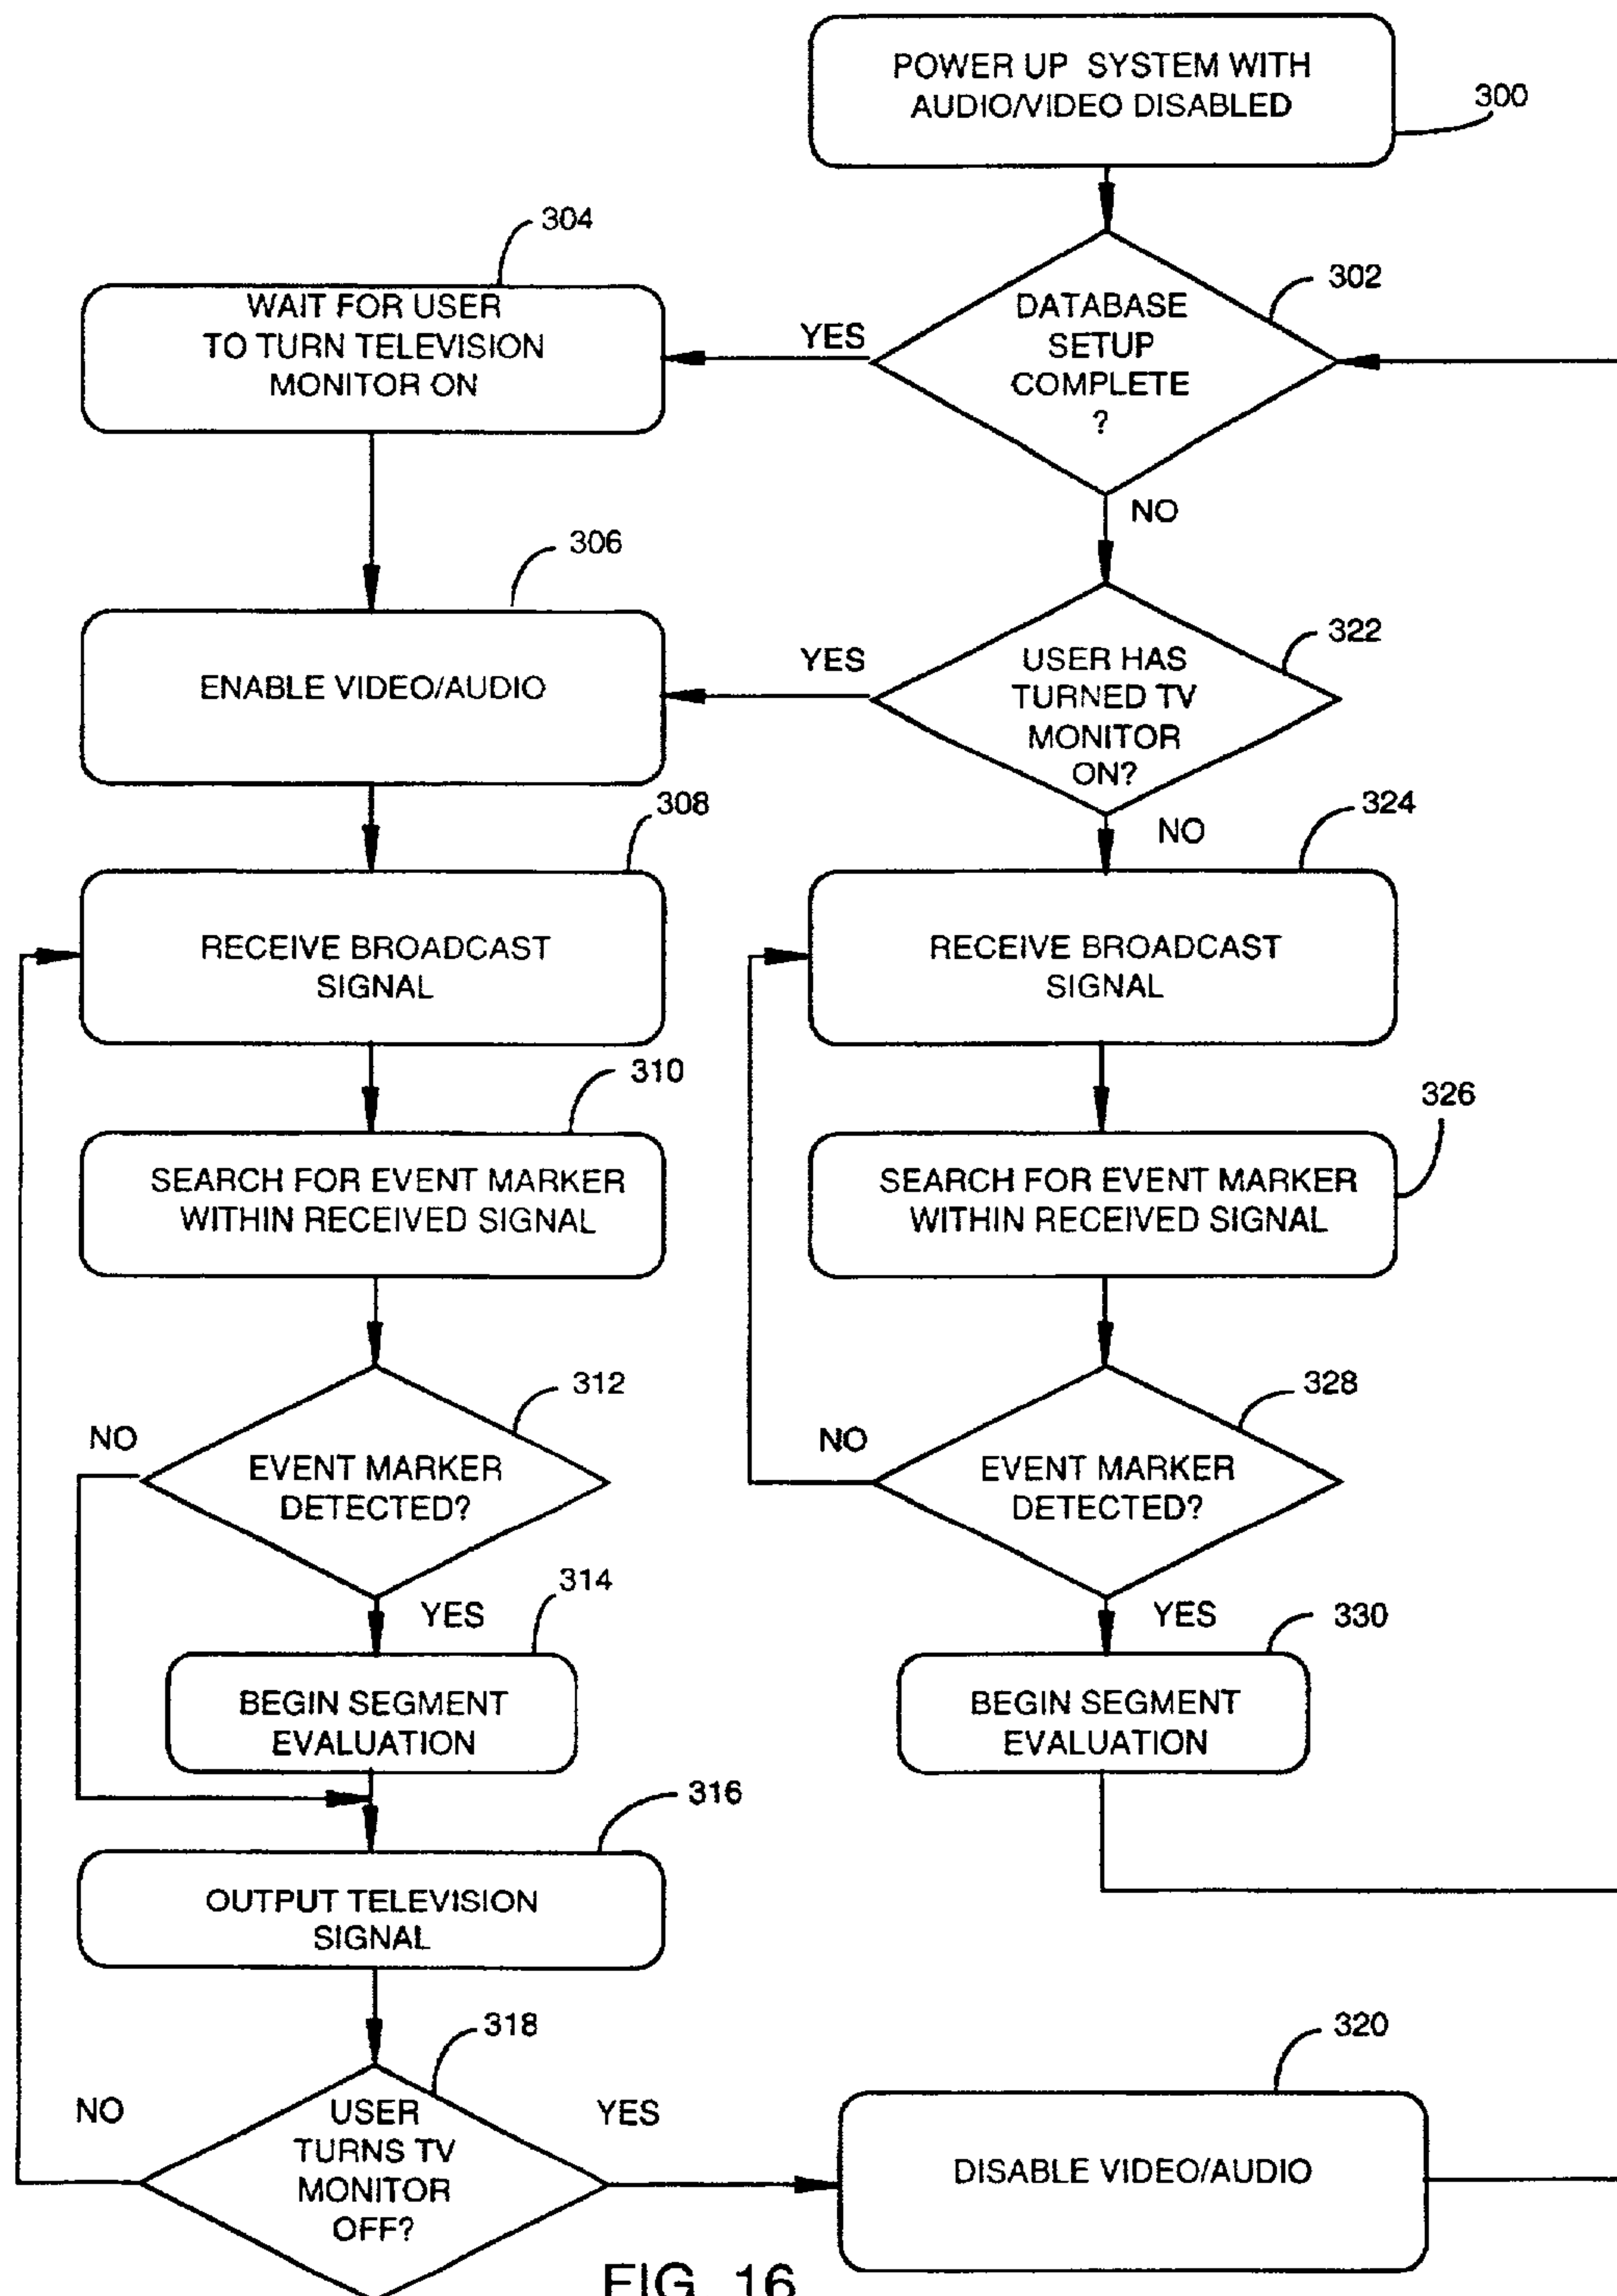 POWER UP SYSTEM WITH
AUDIO/VIDEO DISABLED
300
304
WAIT FOR USER
TO TURN TELEVISION
MONITOR ON
YES
302
DATABASE
SETUP
COMPLETE
?
NO
306
ENABLE VIDEO/AUDIO
YES
322
USER HAS
TURNED TV
MONITOR
ON?
NO
308
RECEIVE BROADCAST
SIGNAL
324
RECEIVE BROADCAST
SIGNAL
310
SEARCH FOR EVENT MARKER
WITHIN RECEIVED SIGNAL
326
SEARCH FOR EVENT MARKER
WITHIN RECEIVED SIGNAL
312
NO
EVENT MARKER
DETECTED?
YES
328
NO
EVENT MARKER
DETECTED?
YES
314
BEGIN SEGMENT
EVALUATION
330
BEGIN SEGMENT
EVALUATION
316
OUTPUT TELEVISION
SIGNAL
318
NO
USER
TURNS TV
MONITOR
OFF?
YES
320
DISABLE VIDEO/AUDIO
FIG. 16